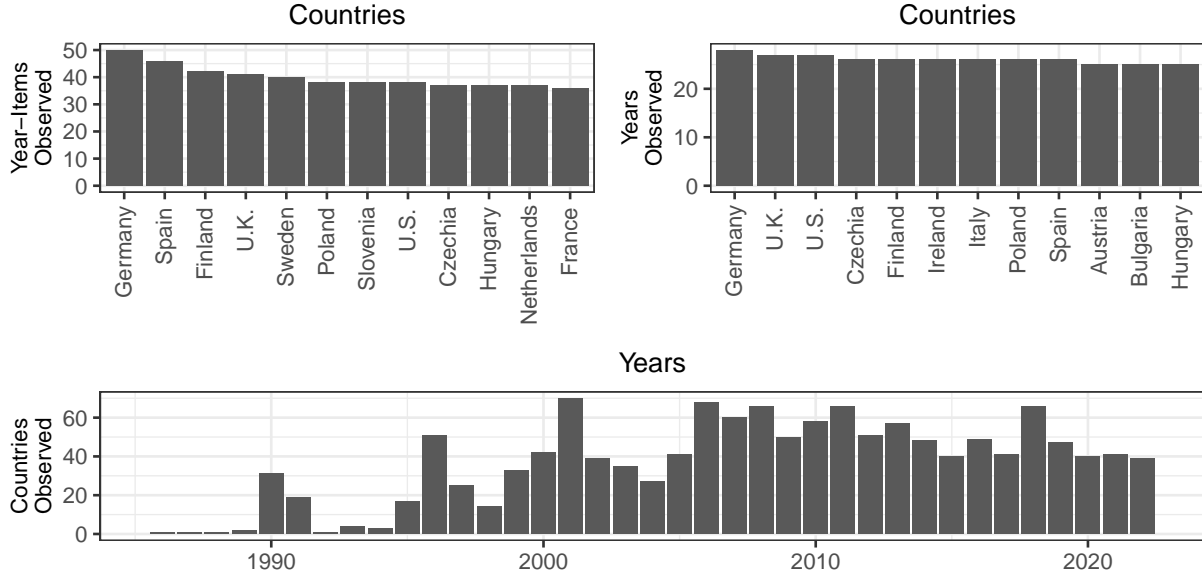 Countries
Year−Items
Observed
50
40
30
20
10
0
Germany
Spain
Finland
U.K.
Sweden
Poland
Slovenia
U.S.
Czechia
Hungary
Netherlands
France
Countries
Years
Observed
20
0
Germany
U.K.
U.S.
Czechia
Finland
Ireland
Italy
Poland
Spain
Austria
Bulgaria
Hungary
Years
Countries
Observed
60
40
20
0
1990
2000
2010
2020